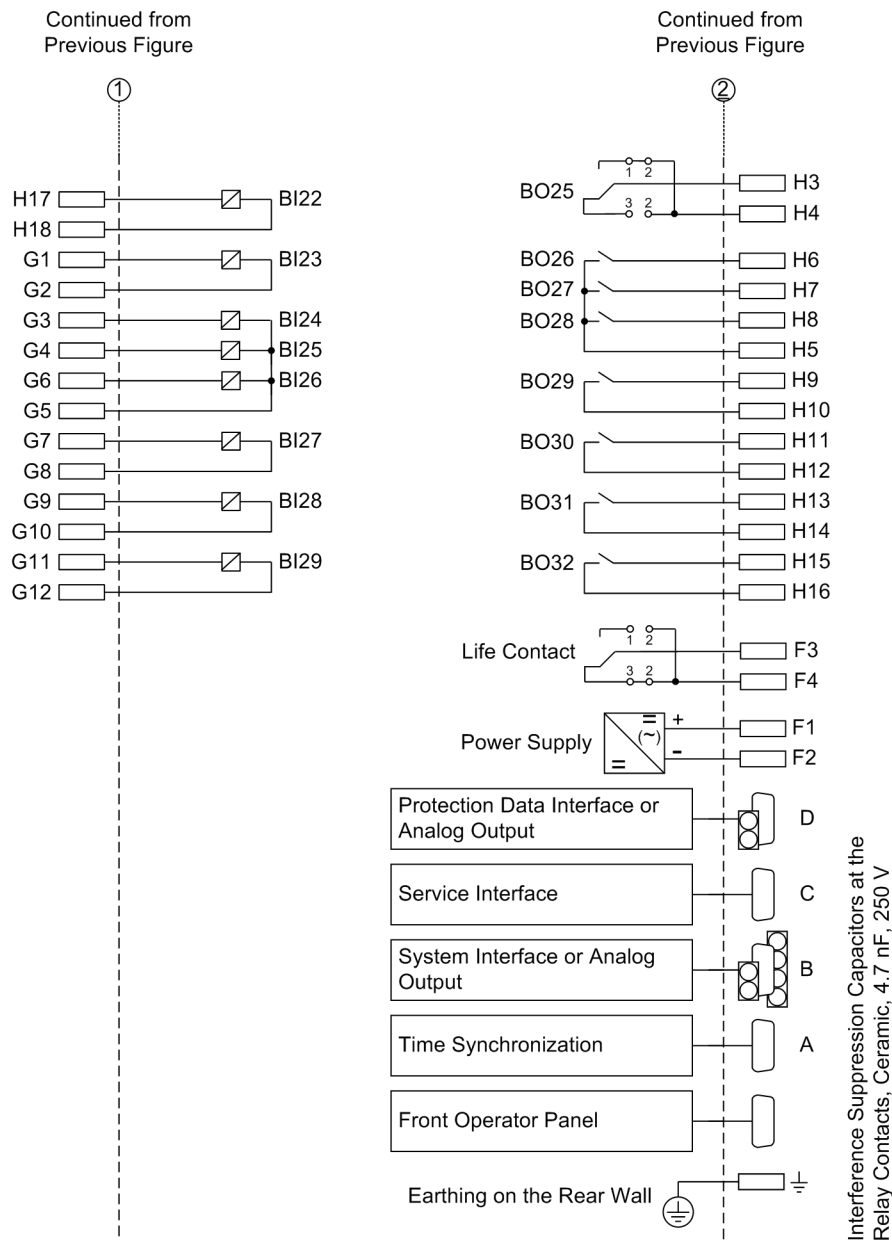 Continued from
Previous Figure
1
H17
BI22
H18
G1
BI23
G2
G3
BI24
G4
BI25
G6
BI26
G5
G7
BI27
G8
G9
BI28
G10
G11
BI29
G12
Continued from
Previous Figure
2
1 2
BO25
H3
3 2
H4
BO26
H6
BO27
H7
BO28
H8
H5
BO29
H9
H10
BO30
H11
H12
BO31
H13
H14
BO32
H15
H16
1 2
Life Contact
F3
3 2
F4
= +
(~)
F1
Power Supply
= -
F2
Protection Data Interface or
Analog Output
D
Service Interface
C
System Interface or Analog
Output
B
Time Synchronization
A
Front Operator Panel
Earthing on the Rear Wall
Interference Suppression Capacitors at the
Relay Contacts, Ceramic, 4.7 nF, 250 V